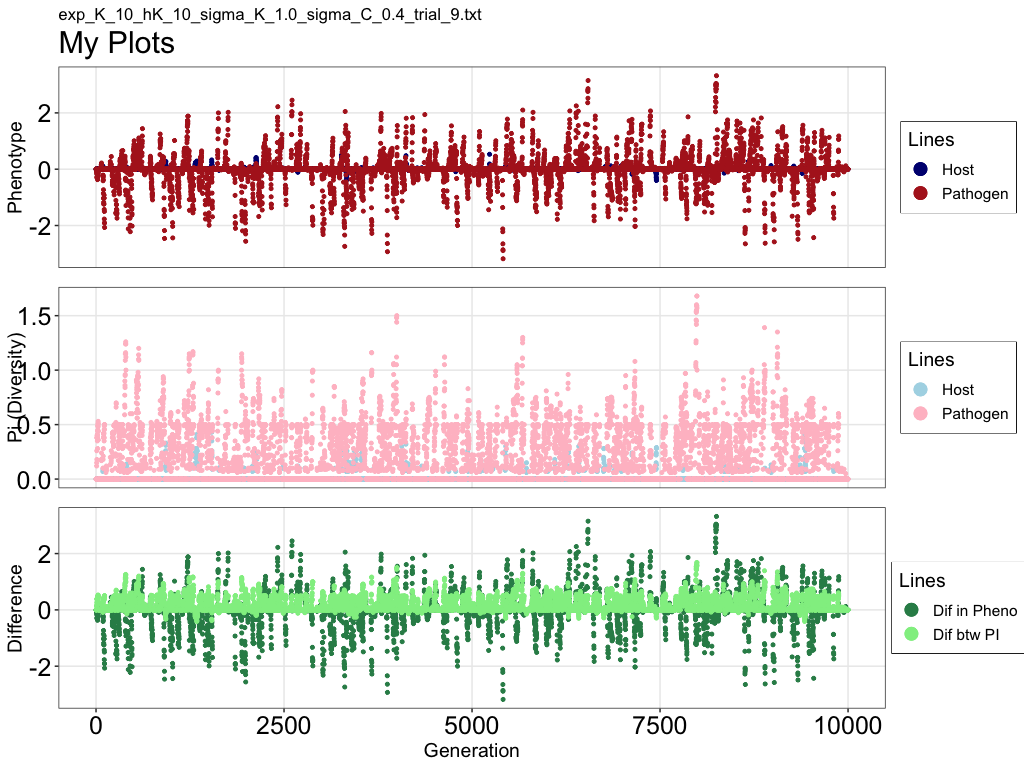 exp_K_10_hK_10_sigma_K_1.0_sigma_C_0.4_trial_9.txt
My Plots
Phenotype
2
0
-2
Lines
Host
Pathogen
Pi (Diversity)
1.5
1.0
0.5
0.0
Lines
Host
Pathogen
Difference
2
0
-2
Lines
Dif in Pheno
Dif btw PI
0 2500 5000 7500 10000
Generation